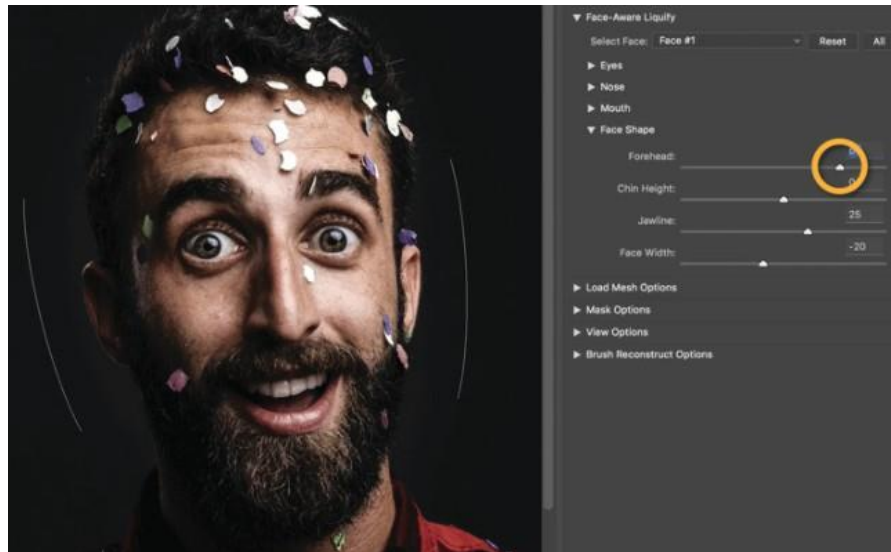 Face-Aware Liquify
Select Face: Face #1 Reset All
Eyes
Nose
Mouth
Face Shape
Forehead:
Chin Height:
Jawline: 25
Face Width: -20
Load Mesh Options
Mask Options
View Options
Brush Reconstruct Options